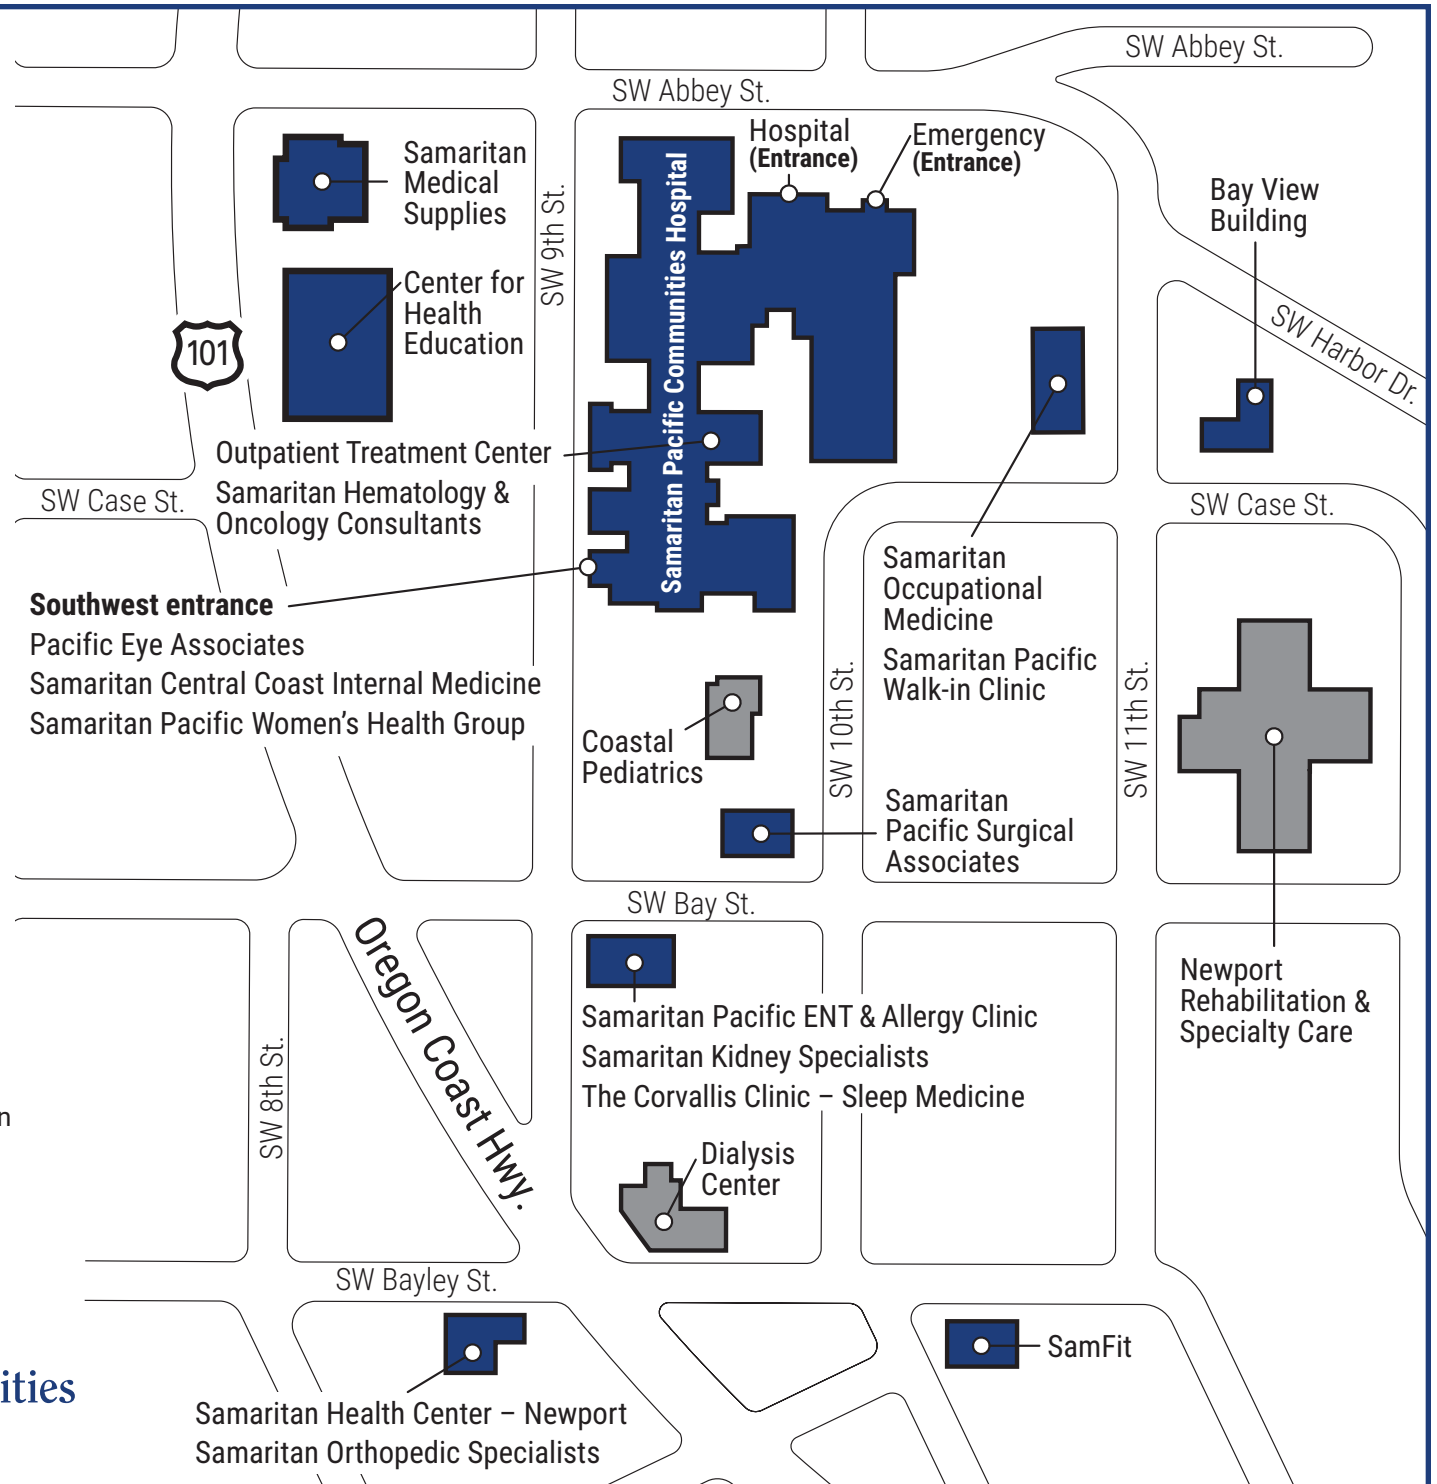 SW Abbey St.
SW Abbey St.
Hospital
(Entrance)
Emergency
(Entrance)
Samaritan
Medical
Supplies
Bay View
Building
SW 9th St.
Samaritan Pacific Communities Hospital
Center for
Health
Education
101
SW Harbor Dr.
Outpatient Treatment Center
Samaritan Hematology &
Oncology Consultants
SW Case St.
SW Case St.
Southwest entrance
Pacific Eye Associates
Samaritan Central Coast Internal Medicine
Samaritan Pacific Women's Health Group
Samaritan
Occupational
Medicine
Samaritan Pacific
Walk-in Clinic
SW 10th St.
SW 11th St.
Coastal
Pediatrics
Samaritan
Pacific Surgical
Associates
SW Bay St.
Oregon Coast Hwy.
Newport
Rehabilitation &
Specialty Care
Samaritan Pacific ENT & Allergy Clinic
Samaritan Kidney Specialists
The Corvallis Clinic – Sleep Medicine
SW 8th St.
n
Dialysis
Center
SW Bayley St.
SamFit
ities
Samaritan Health Center – Newport
Samaritan Orthopedic Specialists